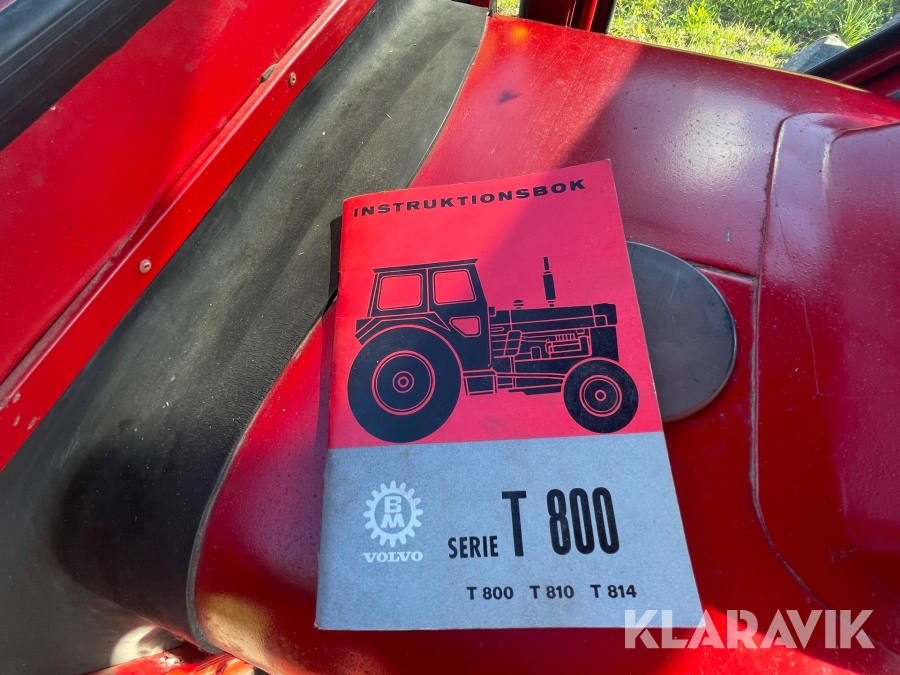 INSTRUKTIONSBOK
BM
VOLVO
SERIE T 800
T 800 T 810 T 814
KLARAVIK